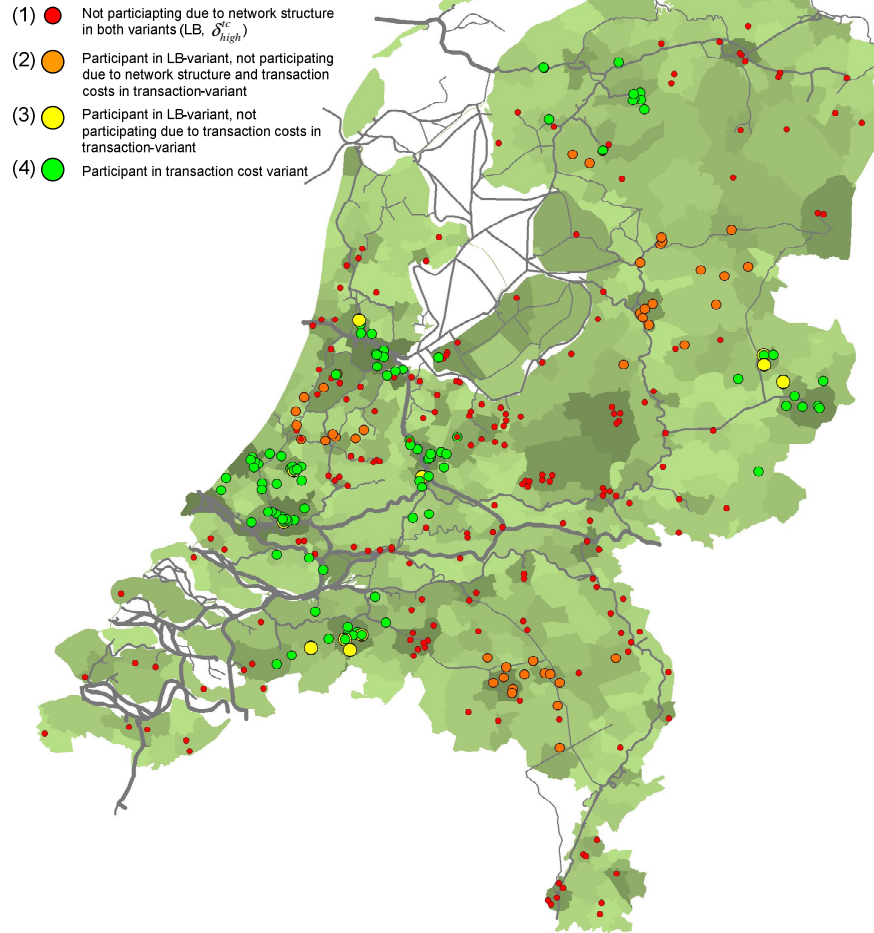 (1) Not particiapting due to network structure
in both variants (LB, δ^tc_high)
(2) Participant in LB-variant, not participating
due to network structure and transaction
costs in transaction-variant
(3) Participant in LB-variant, not
participating due to transaction costs in
transaction-variant
(4) Participant in transaction cost variant